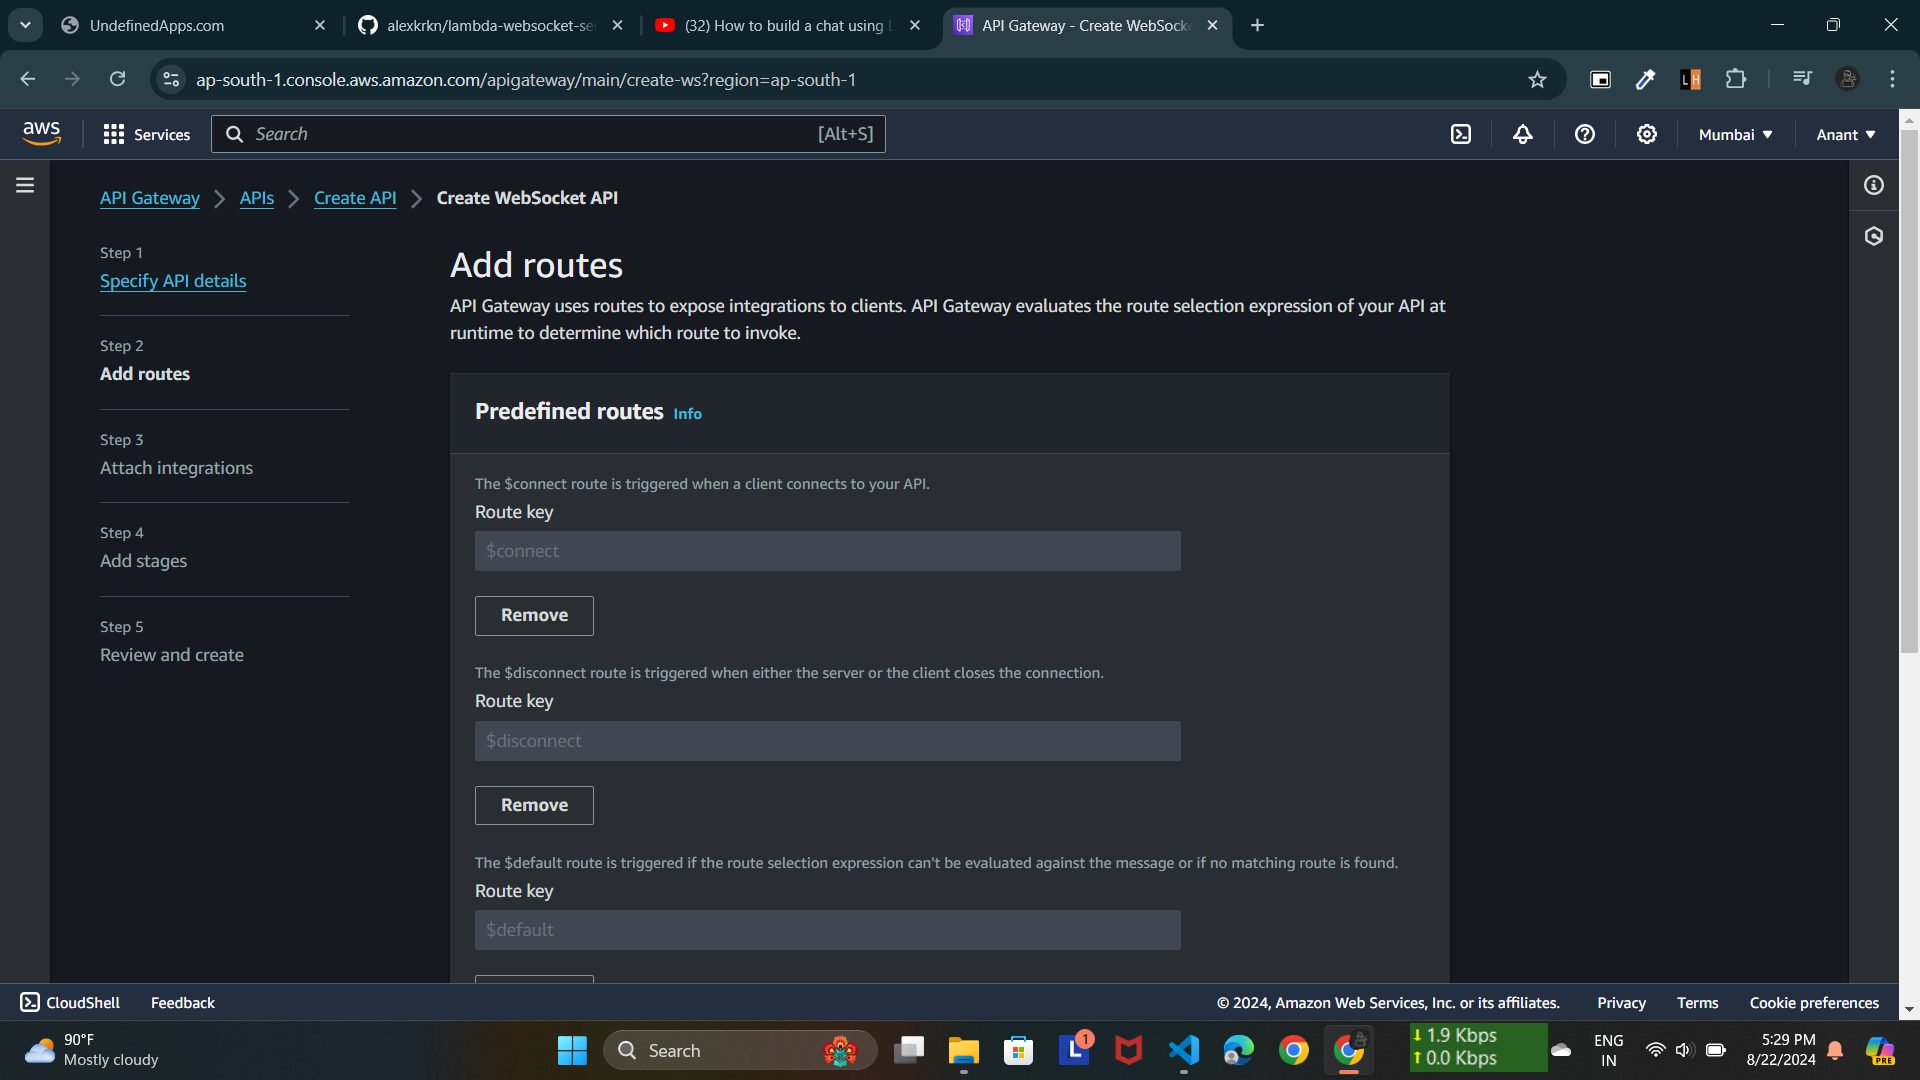 UndefinedApps.com
alexkrkn/lambda-websocket-ser
(32) How to build a chat using L
API Gateway - Create WebSocke
ap-south-1.console.aws.amazon.com/apigateway/main/create-ws?region=ap-south-1
LH
aws
Services
Search
[Alt+S]
Mumbai
Anant
API Gateway
APIs
Create API
Create WebSocket API
Step 1
Specify API details
Step 2
Add routes
Step 3
Attach integrations
Step 4
Add stages
Step 5
Review and create
Add routes
API Gateway uses routes to expose integrations to clients. API Gateway evaluates the route selection expression of your API at
runtime to determine which route to invoke.
Predefined routes Info
The $connect route is triggered when a client connects to your API.
Route key
$connect
Remove
The $disconnect route is triggered when either the server or the client closes the connection.
Route key
$disconnect
Remove
The $default route is triggered if the route selection expression can't be evaluated against the message or if no matching route is found.
Route key
$default
CloudShell
Feedback
© 2024, Amazon Web Services, Inc. or its affiliates.
Privacy
Terms
Cookie preferences
90°F
Mostly cloudy
Search
L
1
1.9 Kbps
0.0 Kbps
ENG
IN
5:29 PM
8/22/2024
PRE